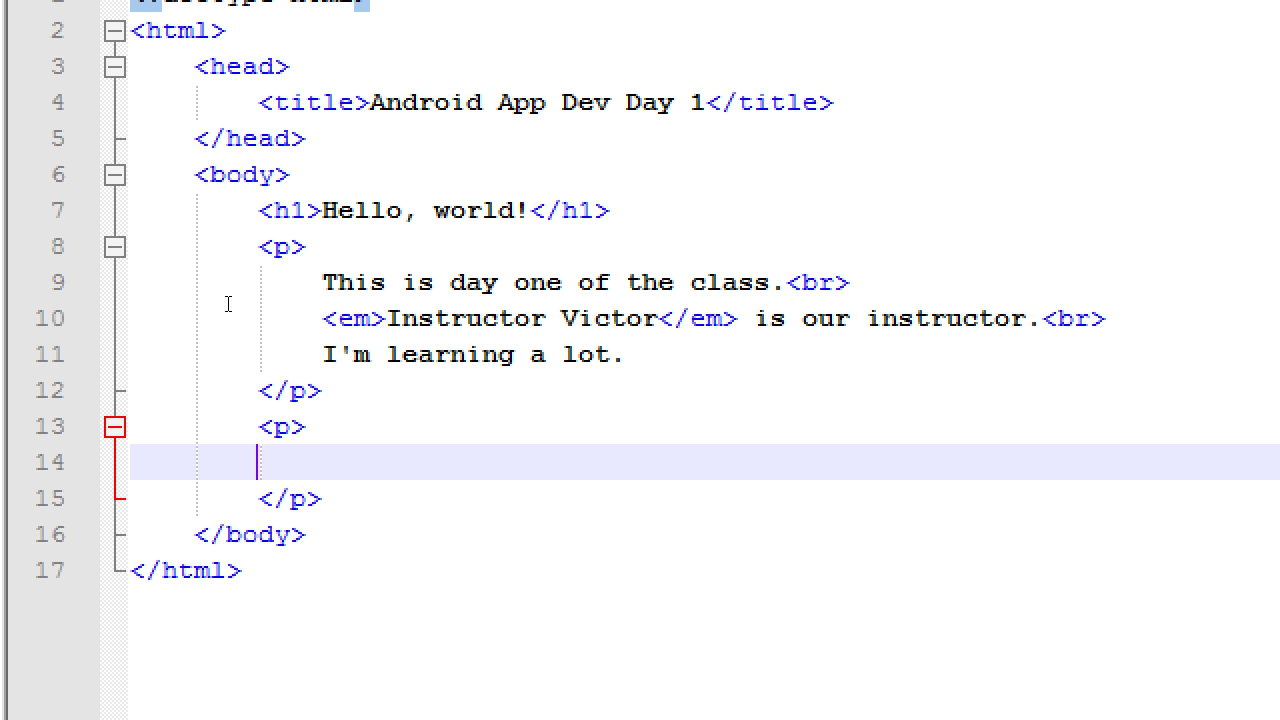 2 <html>
3 <head>
4 <title>Android App Dev Day 1</title>
5 </head>
6 <body>
7 <h1>Hello, world!</h1>
8 <p>
9 This is day one of the class.<br>
10 <em>Instructor Victor</em> is our instructor.<br>
11 I'm learning a lot.
12 </p>
13 <p>
14
15 </p>
16 </body>
17 </html>